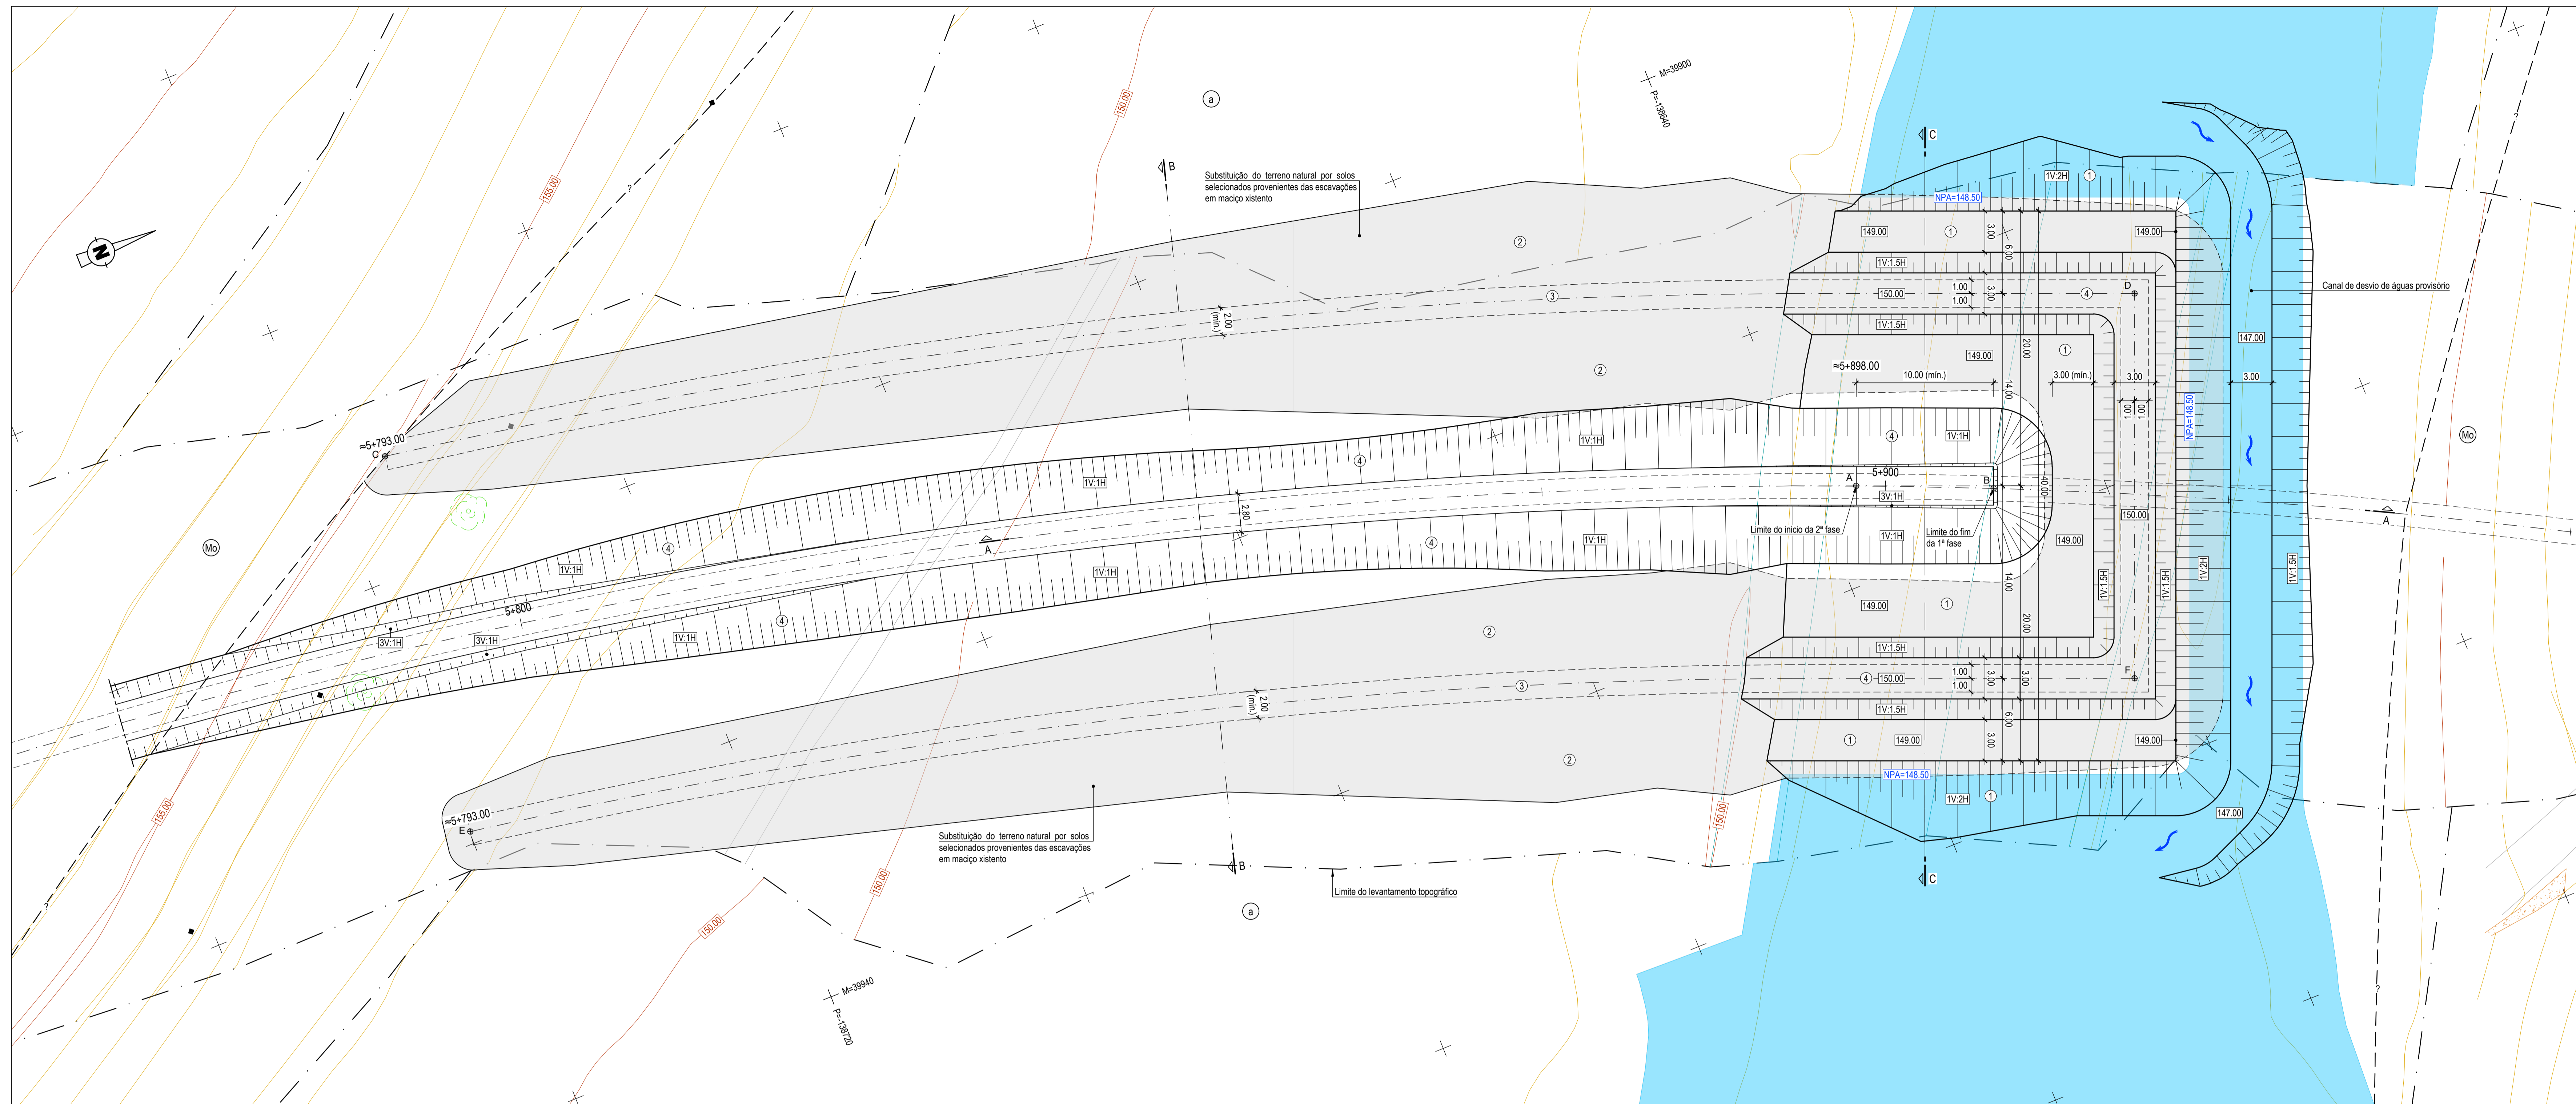 M=39900
P=-138640
a
C
B
155.00
150.00
?
?
N
Substituição do terreno natural por solos
selecionados provenientes das escavações
em maciço xistento
1V:2H
1
NPA=148.50
149.00
1
3.00
6.00
149.00
2
1V:1.5H
Canal de desvio de águas provisório
3
150.00
1.00
1.00
3.00
4
D
2.00
(min.)
1V:1.5H
147.00
20.00
1
149.00
≈5+898.00
2
10.00 (min.)
3.00 (min.)
3.00
3.00
14.00
1.00
1.00
NPA=148.50
≈5+793.00
C
4
1V:1H
1V:1H
4
Mo
1V:1H
5+900
40.00
A
B
3V:1H
2.80
150.00
A
Limite do inicio da 2ª fase
Limite do fim
da 1ª fase
1V:1H
1V:1H
149.00
A
4
4
Mo
1V:1H
1V:1H
1V:1.5H
1V:1.5H
1V:2H
1V:1.5H
14.00
5+800
149.00
1
4
20.00
3V:1H
3V:1H
1V:1H
2
1V:1.5H
1.00
1.00
3.00
3.00
4
150.00
F
3
2.00
(min.)
1V:1.5H
6.00
1
149.00
3.00
149.00
2
NPA=148.50
1V:2H
1
155.00
150.00
147.00
≈5+793.00
E
Substituição do terreno natural por solos
selecionados provenientes das escavações
em maciço xistento
B
C
150.00
Limite do levantamento topográfico
?
a
150.00
M=39940
P=-138720
?